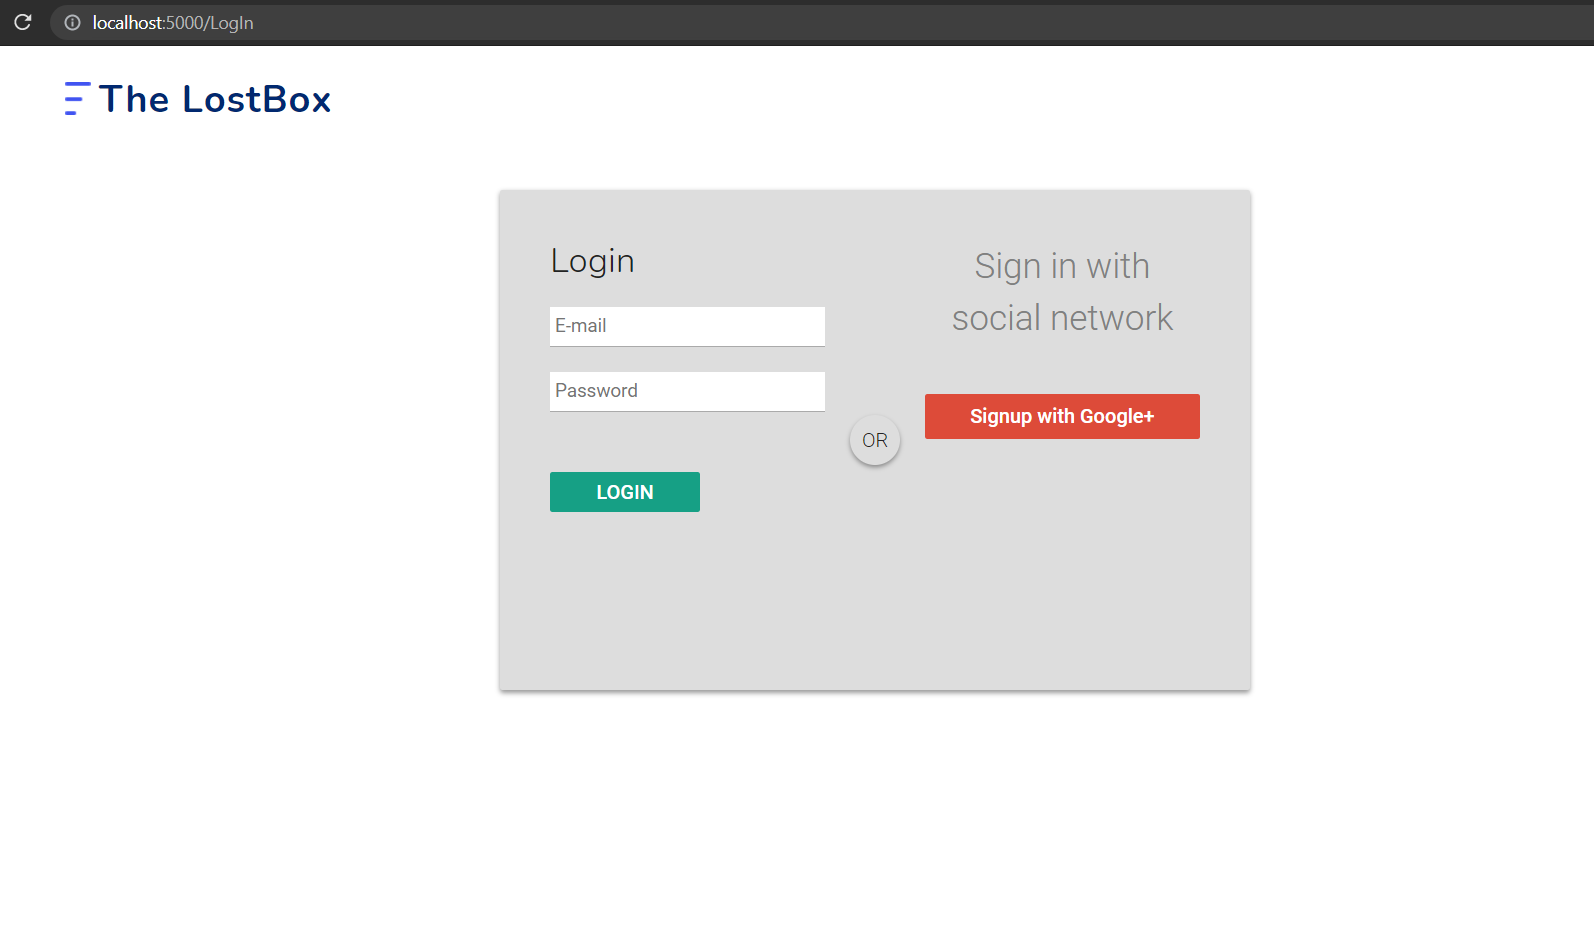 localhost:5000/LogIn
The LostBox
Login
E-mail
Password
LOGIN
OR
Sign in with
social network
Signup with Google+